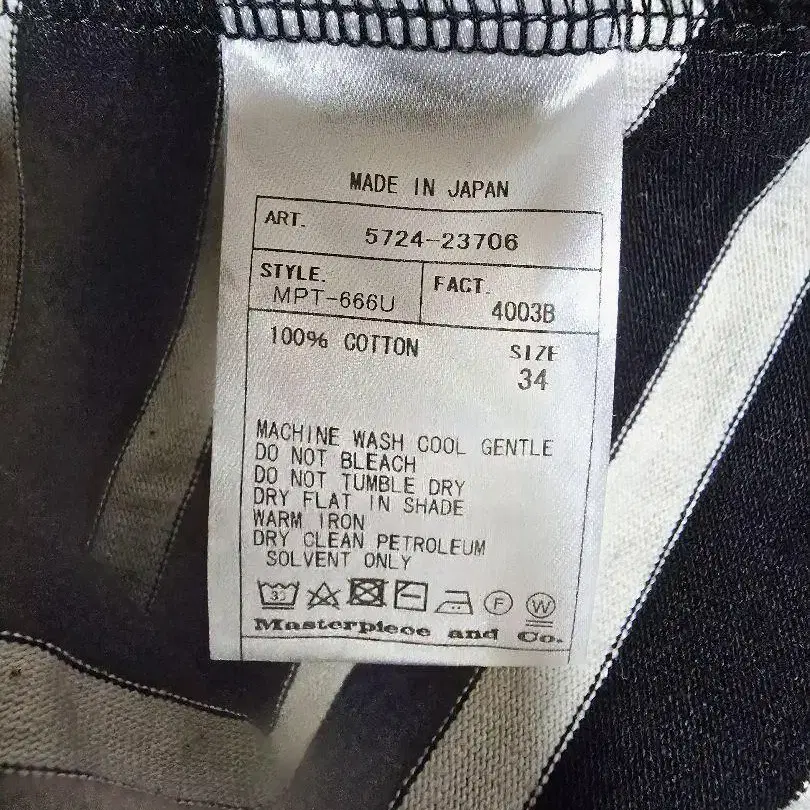 MADE IN JAPAN
ART. 5724-23706
STYLE. MPT-666U
FACT. 4003B
100% COTTON
SIZE
34
MACHINE WASH COOL GENTLE
DO NOT BLEACH
DO NOT TUMBLE DRY
DRY FLAT IN SHADE
WARM IRON
DRY CLEAN PETROLEUM
SOLVENT ONLY
30 F W
Masterpiece and Co.